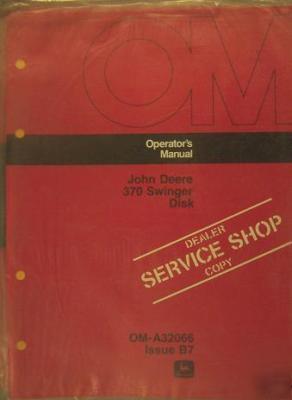 OM
Operator's
Manual
John Deere
370 Swinger
Disk
DEALER
SERVICE SHOP
COPY
OM-A32066
Issue B7